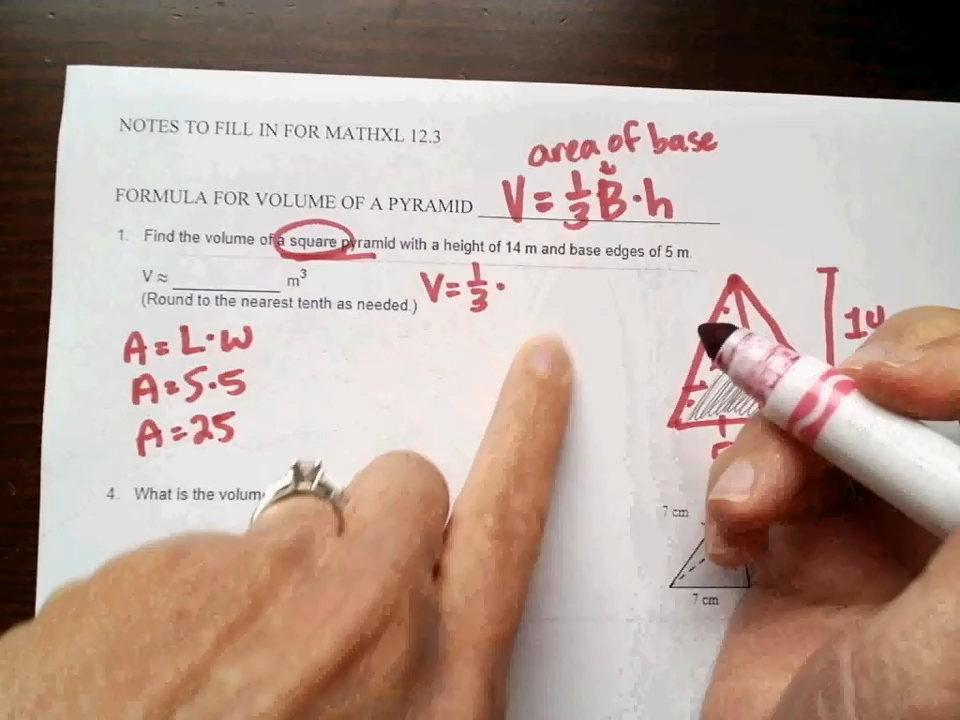 NOTES TO FILL IN FOR MATHXL 12.3
area of base
FORMULA FOR VOLUME OF A PYRAMID V = 1/3 B · h
1. Find the volume of a square pyramid with a height of 14 m and base edges of 5 m.
V ≈ ________ m³
(Round to the nearest tenth as needed.)
V = 1/3 ·
14
A = L · W
A = 5 · 5
A = 25
4. What is the volum
7 cm
7 cm